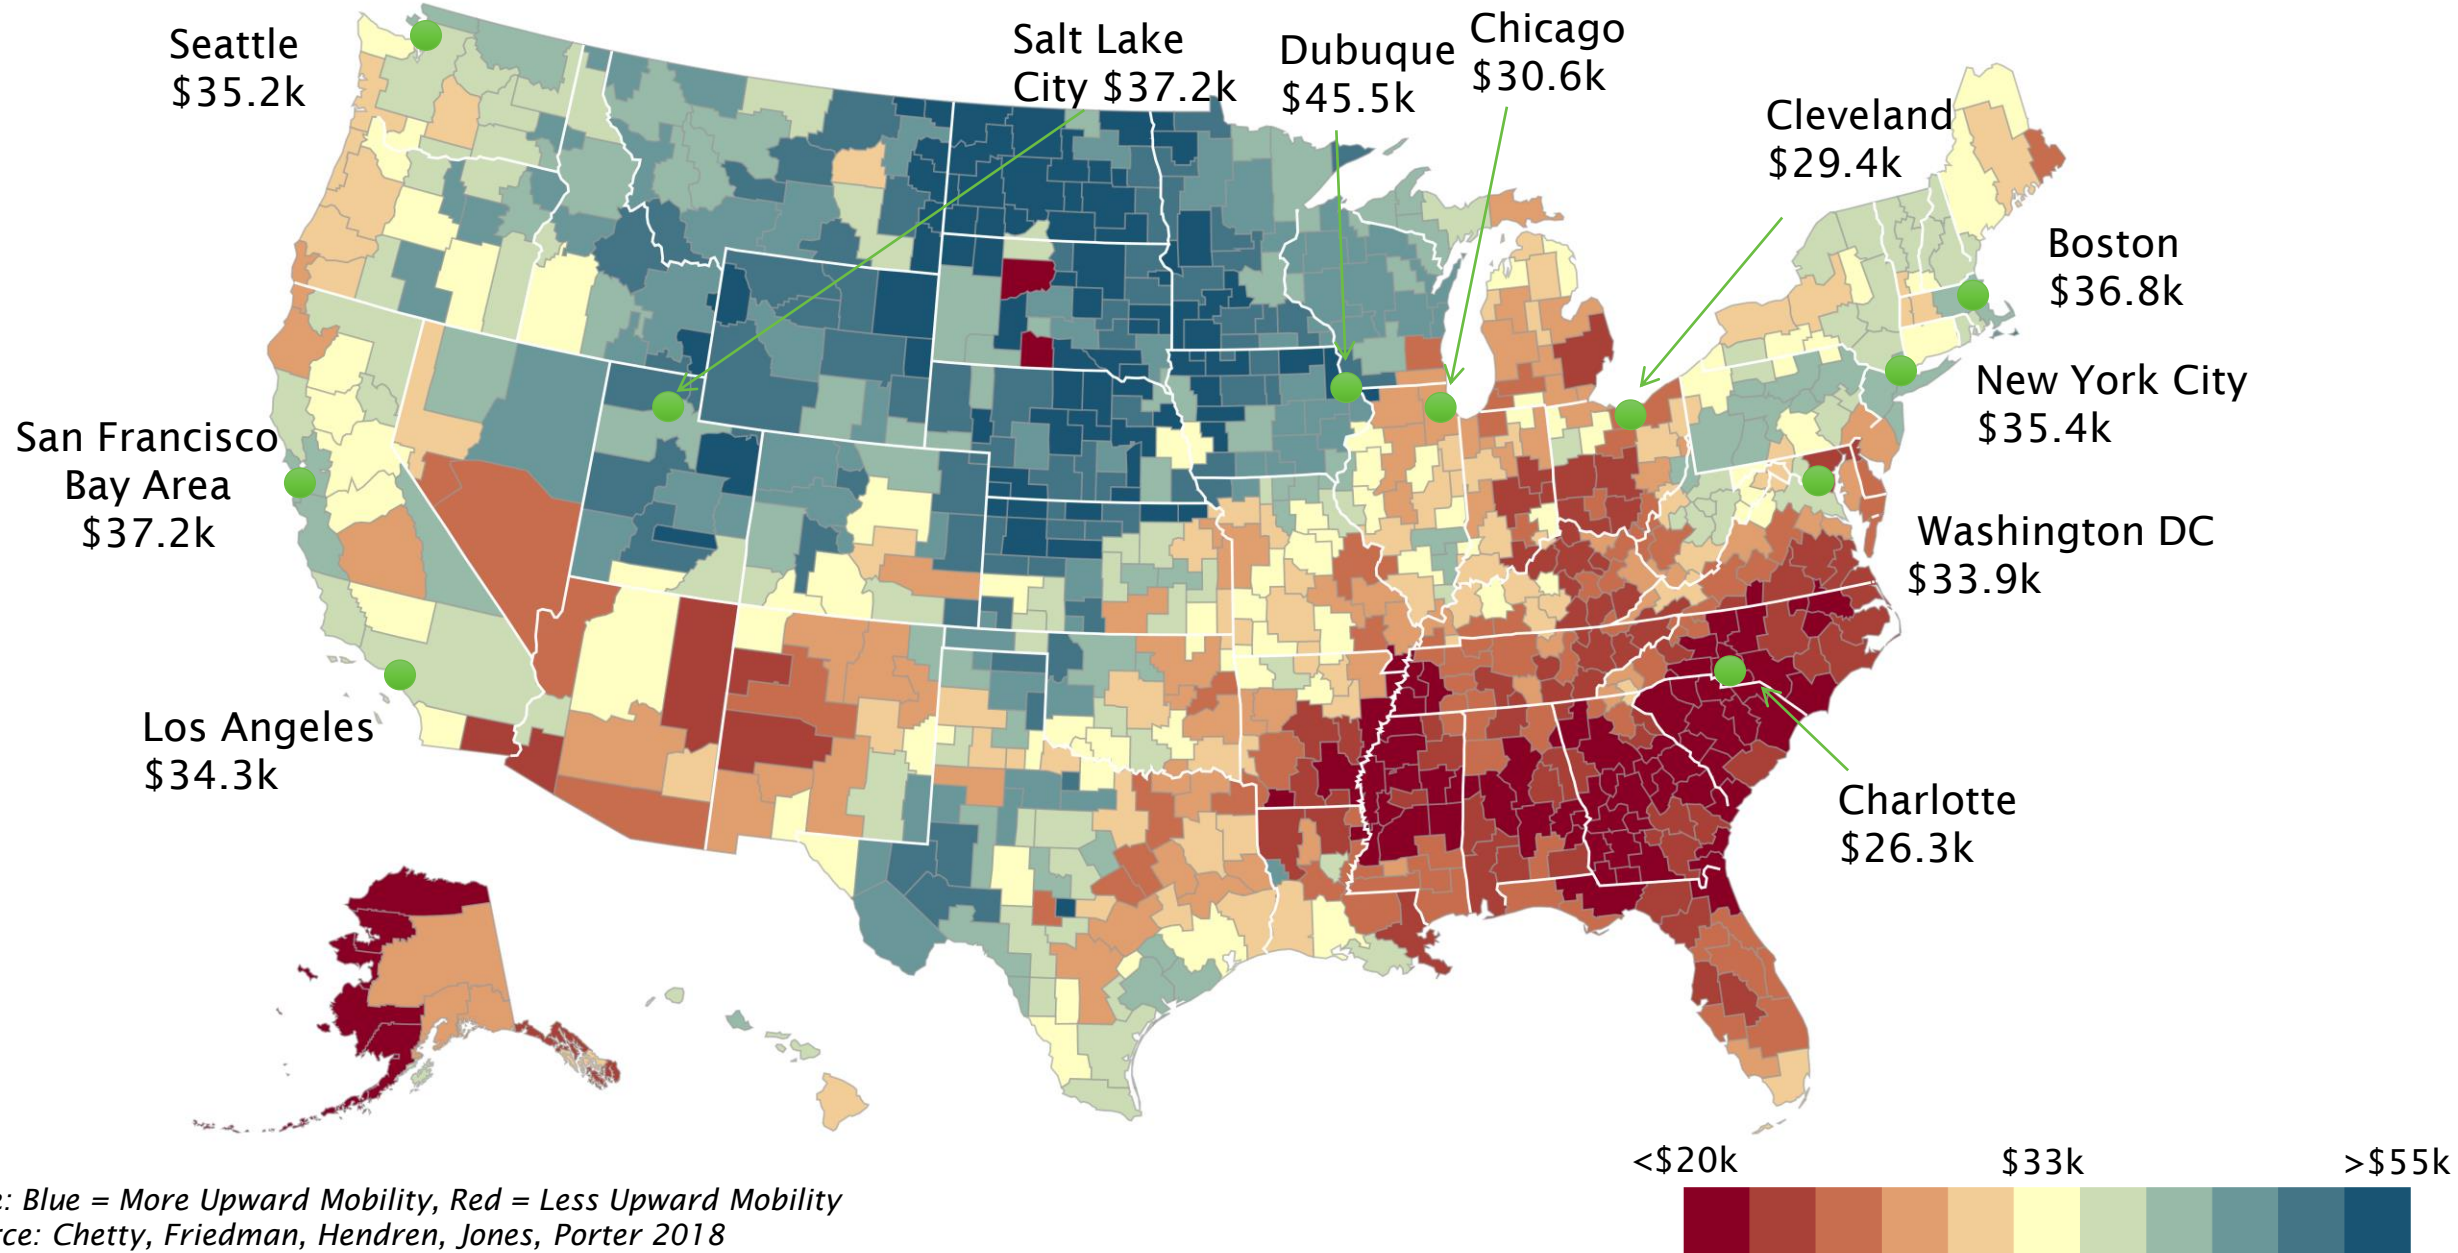 Seattle
$35.2k
Salt Lake
City $37.2k
Dubuque
$45.5k
Chicago
$30.6k
Cleveland
$29.4k
Boston
$36.8k
New York City
$35.4k
San Francisco
Bay Area
$37.2k
Washington DC
$33.9k
Los Angeles
$34.3k
Charlotte
$26.3k
<$20k $33k >$55k
: Blue = More Upward Mobility, Red = Less Upward Mobility
: Chetty, Friedman, Hendren, Jones, Porter 2018